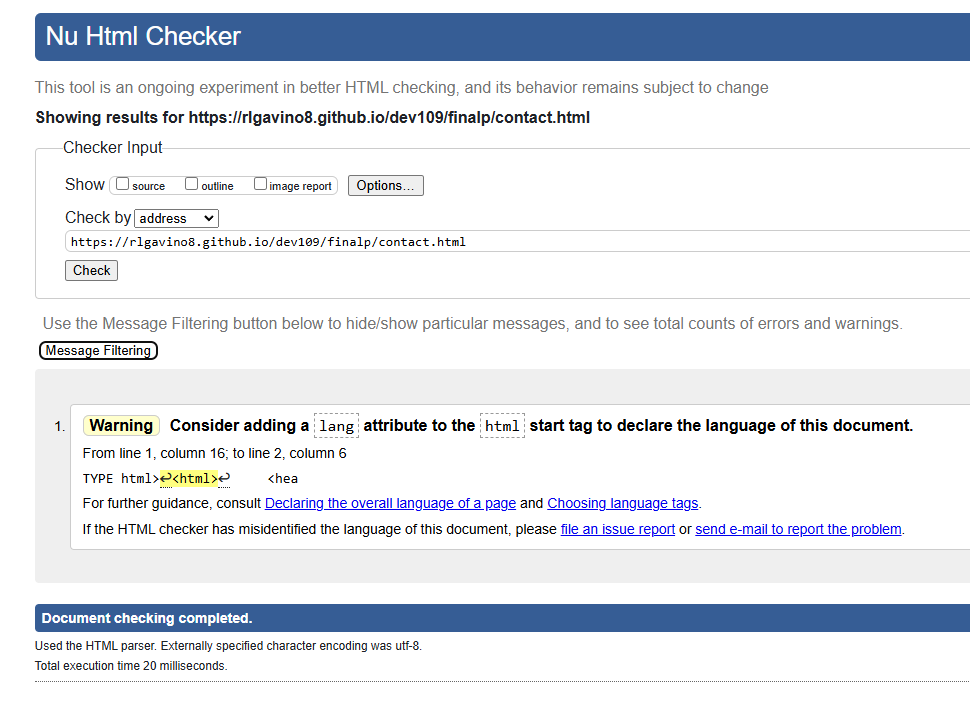 Nu Html Checker
This tool is an ongoing experiment in better HTML checking, and its behavior remains subject to change
Showing results for https://rlgavino8.github.io/dev109/finalp/contact.html
Checker Input
Show source outline image report Options...
Check by address
https://rlgavino8.github.io/dev109/finalp/contact.html
Check
Use the Message Filtering button below to hide/show particular messages, and to see total counts of errors and warnings.
Message Filtering
1. Warning Consider adding a lang attribute to the html start tag to declare the language of this document.
From line 1, column 16; to line 2, column 6
TYPE html>↩<html>↩ <hea
For further guidance, consult Declaring the overall language of a page and Choosing language tags.
If the HTML checker has misidentified the language of this document, please file an issue report or send e-mail to report the problem.
Document checking completed.
Used the HTML parser. Externally specified character encoding was utf-8.
Total execution time 20 milliseconds.